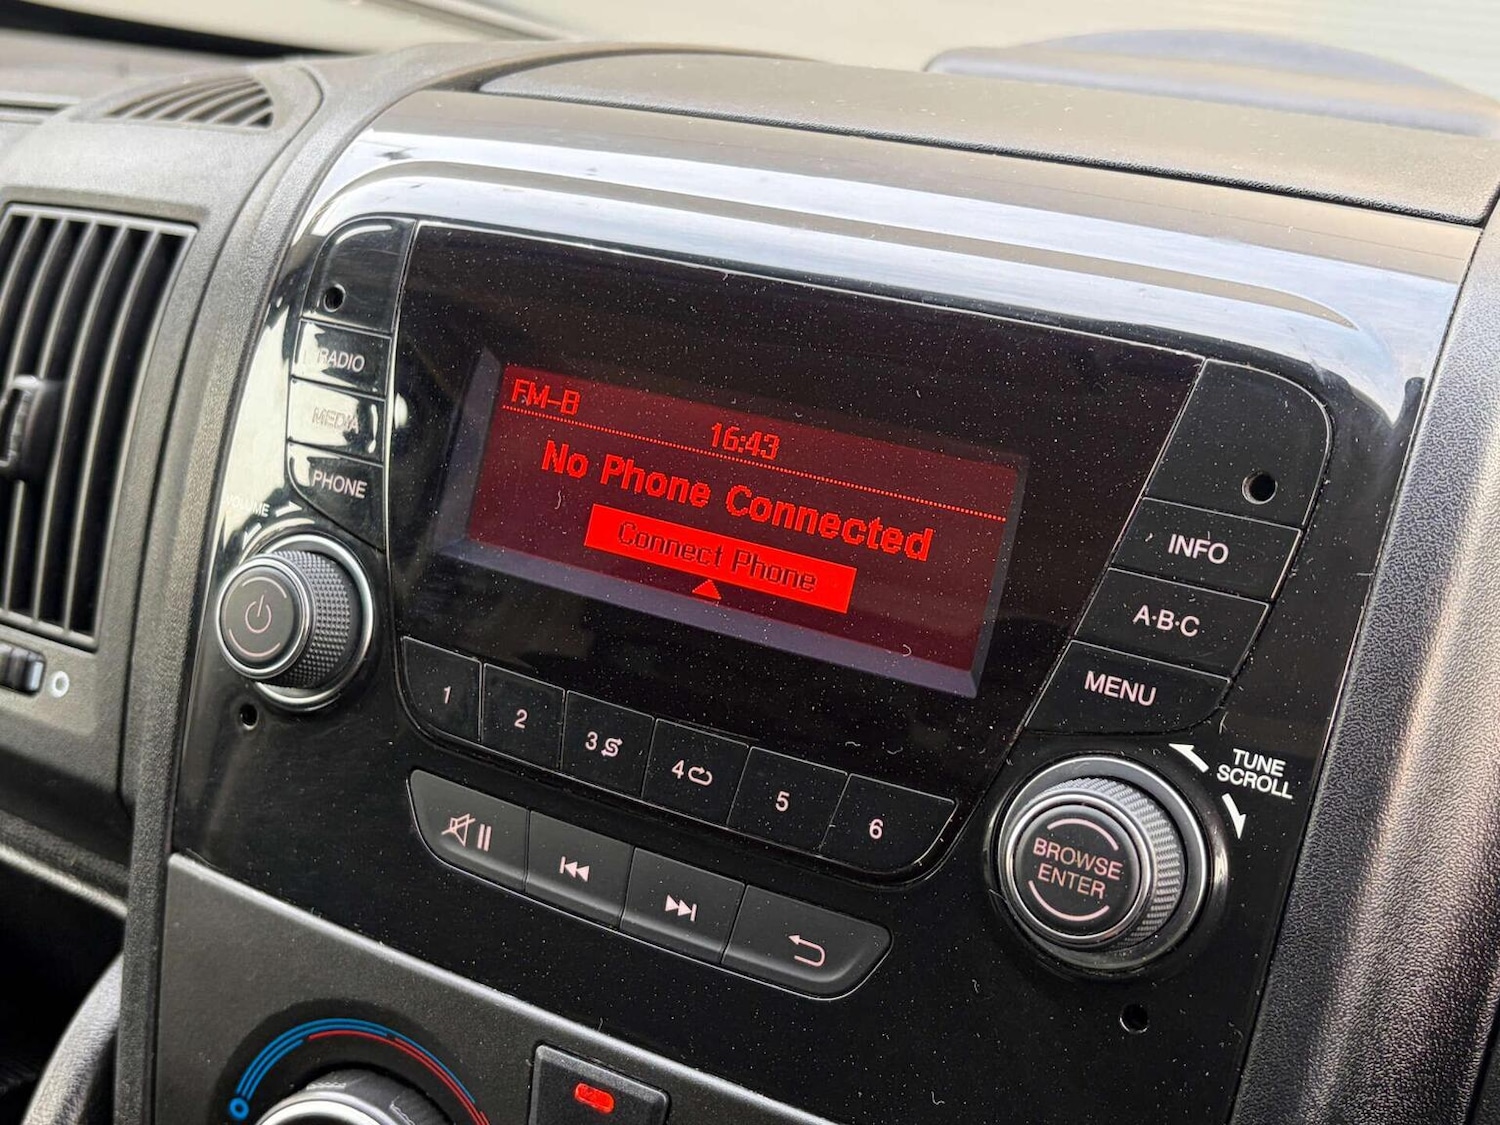 FM-B
16:43
No Phone Connected
Connect Phone
RADIO
MEDIA
PHONE
VOLUME
INFO
A·B·C
MENU
1
2
3
4
5
6
TUNE
SCROLL
BROWSE
ENTER